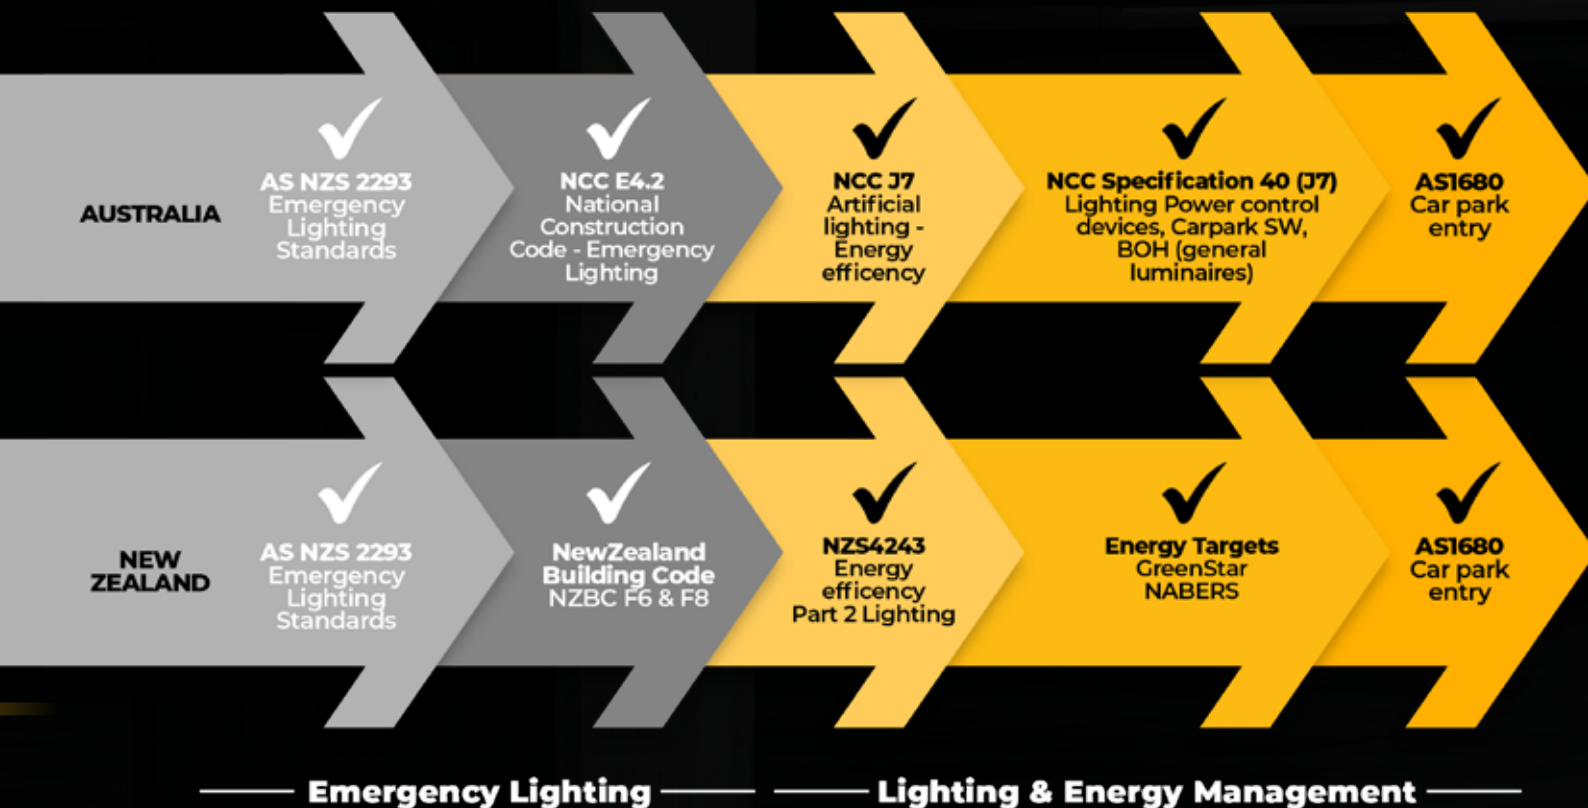 AUSTRALIA
AS NZS 2293
Emergency
Lighting
Standards
NCC E4.2
National
Construction
Code - Emergency
Lighting
NCC J7
Artificial
lighting -
Energy
efficency
NCC Specification 40 (J7)
Lighting Power control
devices, Carpark SW,
BOH (general
luminaires)
AS1680
Car park
entry
NEW
ZEALAND
AS NZS 2293
Emergency
Lighting
Standards
NewZealand
Building Code
NZBC F6 & F8
NZS4243
Energy
efficency
Part 2 Lighting
Energy Targets
GreenStar
NABERS
AS1680
Car park
entry
Emergency Lighting
Lighting & Energy Management